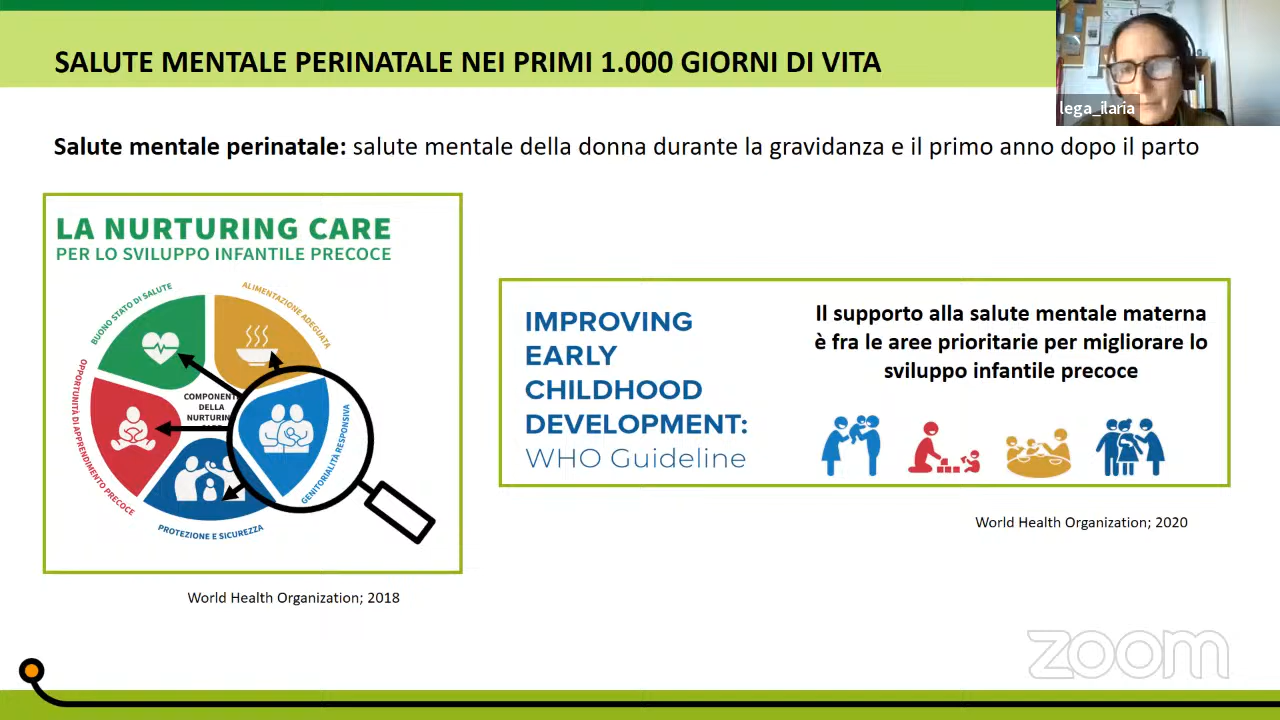 SALUTE MENTALE PERINATALE NEI PRIMI 1.000 GIORNI DI VITA
lega_ilaria
Salute mentale perinatale: salute mentale della donna durante la gravidanza e il primo anno dopo il parto
LA NURTURING CARE
PER LO SVILUPPO INFANTILE PRECOCE
BUONO STATO DI SALUTE
ALIMENTAZIONE ADEGUATA
OPPORTUNITÀ DI APPRENDIMENTO PRECOCE
DELLA
GENITORIALITÀ RESPONSIVA
PROTEZIONE E SICUREZZA
World Health Organization; 2018
IMPROVING
EARLY
CHILDHOOD
DEVELOPMENT:
WHO Guideline
Il supporto alla salute mentale materna
è fra le aree prioritarie per migliorare lo
sviluppo infantile precoce
World Health Organization; 2020
zoom